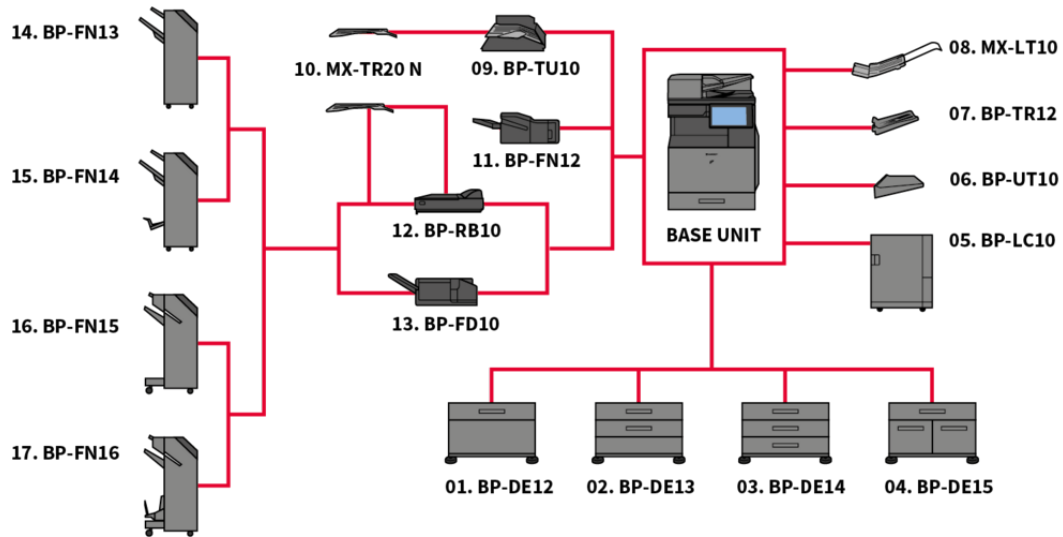 14. BP-FN13
10. MX-TR20 N
09. BP-TU10
08. MX-LT10
07. BP-TR12
11. BP-FN12
15. BP-FN14
06. BP-UT10
12. BP-RB10
BASE UNIT
05. BP-LC10
16. BP-FN15
13. BP-FD10
17. BP-FN16
01. BP-DE12
02. BP-DE13
03. BP-DE14
04. BP-DE15